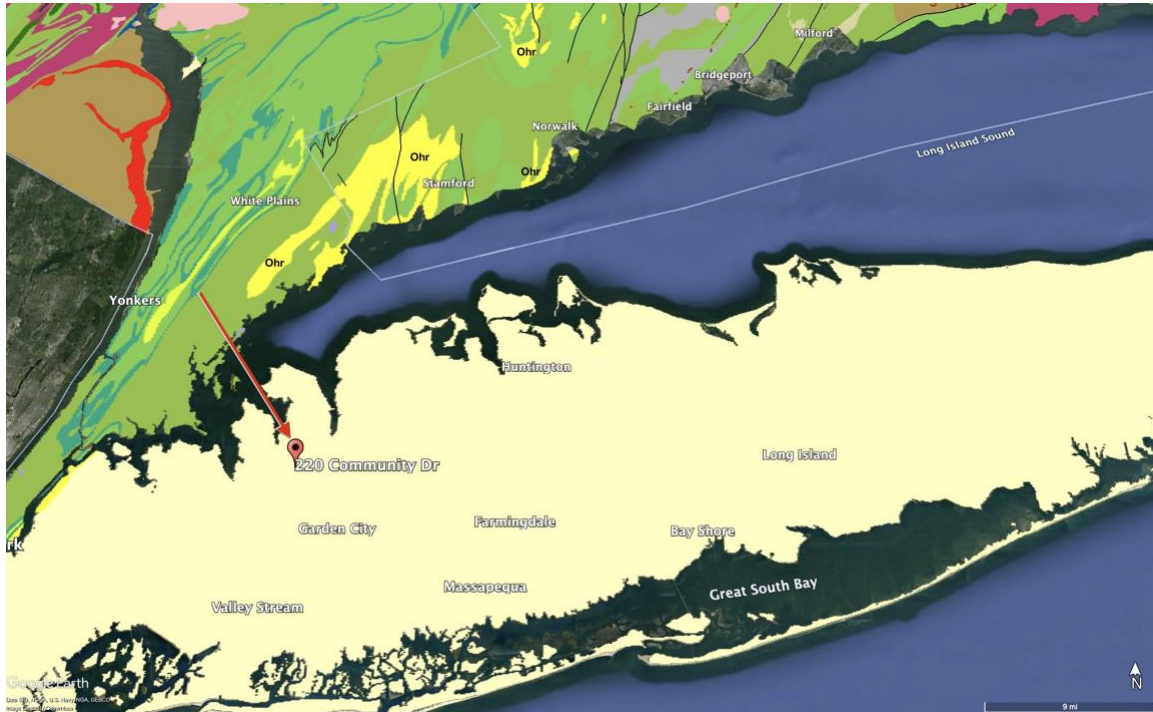 Milford
Ohr
Bridgeport
Fairfield
Norwalk
Long Island Sound
Ohr
Ohr
Stamford
White Plains
Ohr
Yonkers
Huntington
220 Community Dr
Long Island
Garden City
Farmingdale
Bay Shore
Massapequa
Great South Bay
Valley Stream
rk
N
Google Earth
9 mi